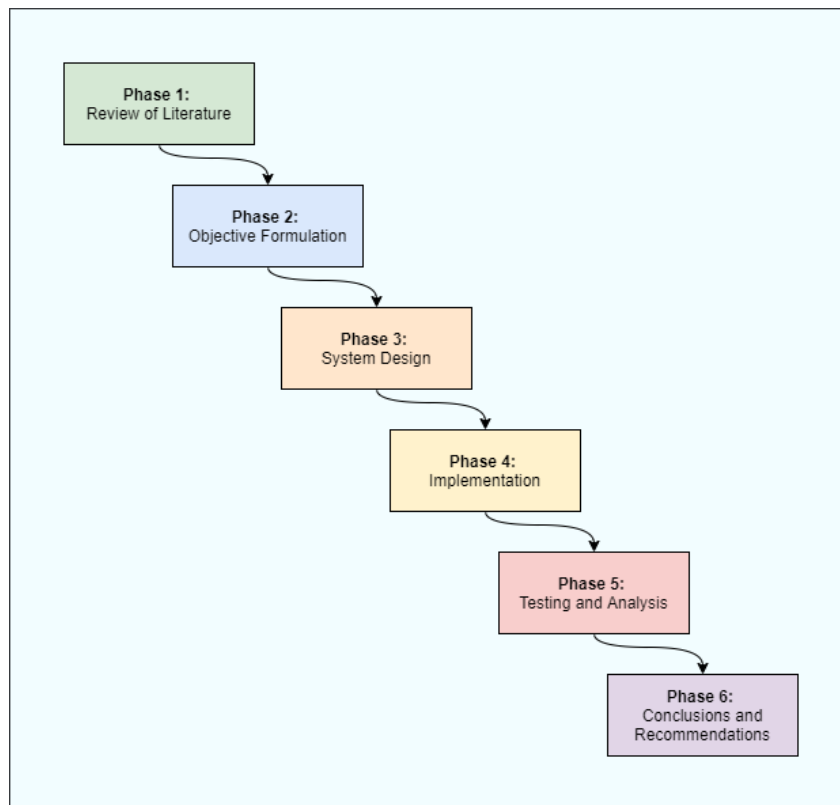 Phase 1:
Review of Literature
Phase 2:
Objective Formulation
Phase 3:
System Design
Phase 4:
Implementation
Phase 5:
Testing and Analysis
Phase 6:
Conclusions and
Recommendations